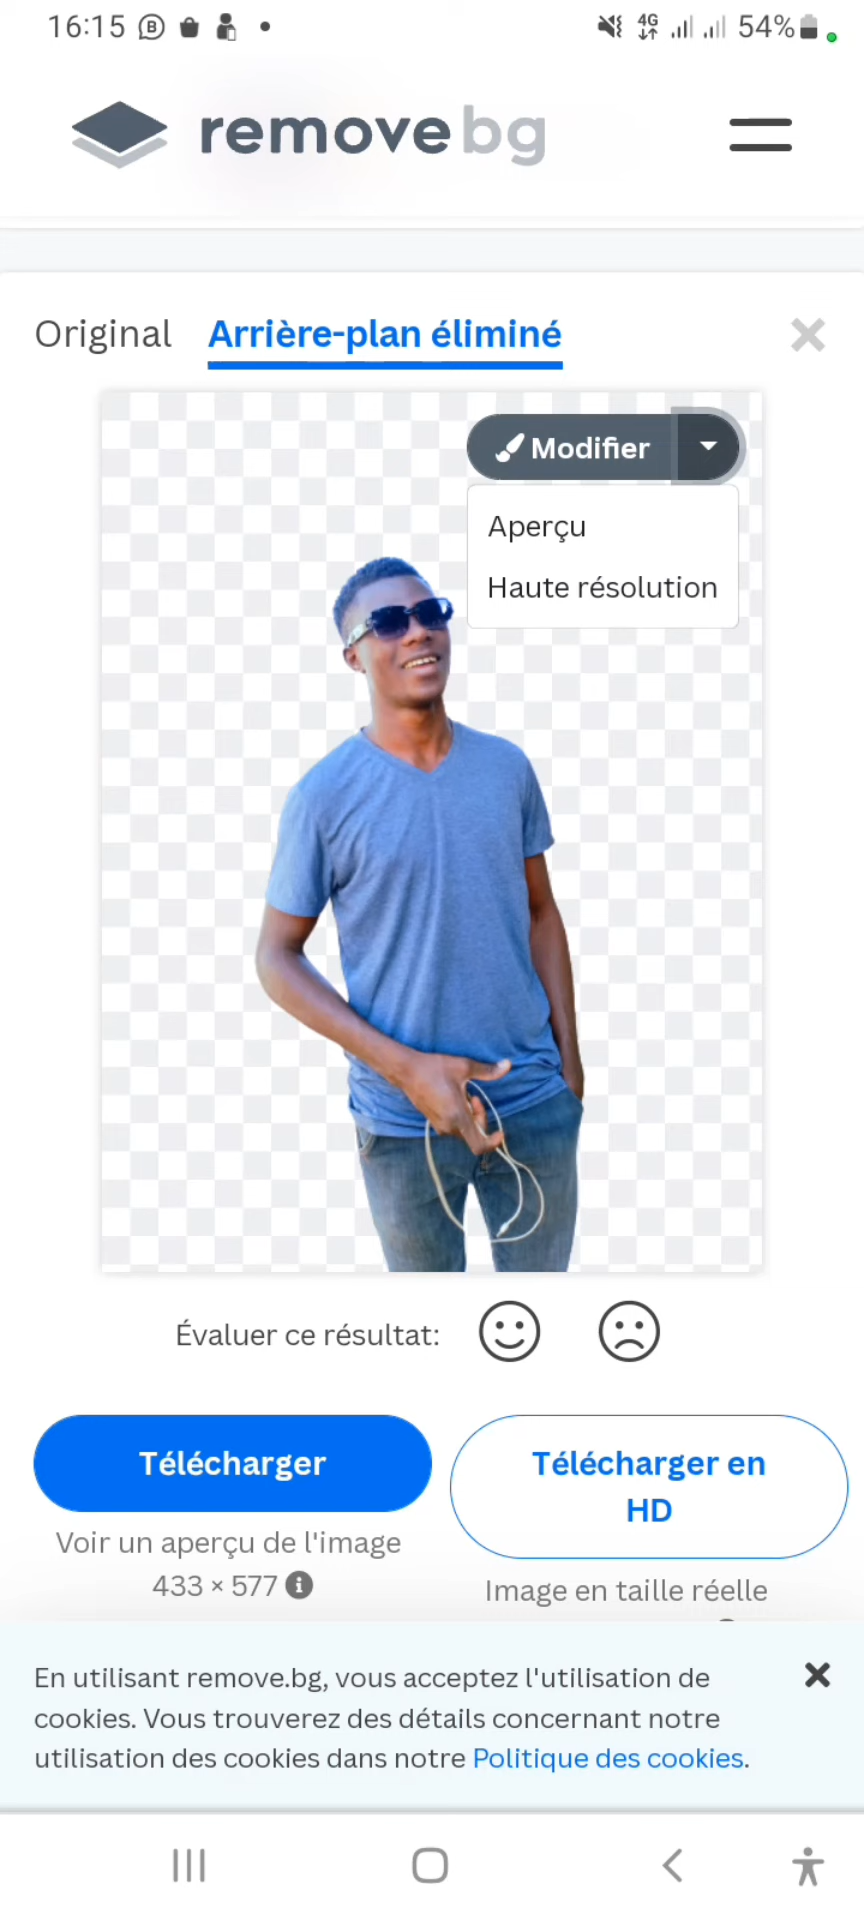 16:15
4G
54%
removebg
Original
Arrière-plan éliminé
Modifier
Aperçu
Haute résolution
Évaluer ce résultat:
Télécharger
Télécharger en
HD
Voir un aperçu de l'image
433 × 577
Image en taille réelle
En utilisant remove.bg, vous acceptez l'utilisation de
cookies. Vous trouverez des détails concernant notre
utilisation des cookies dans notre Politique des cookies.